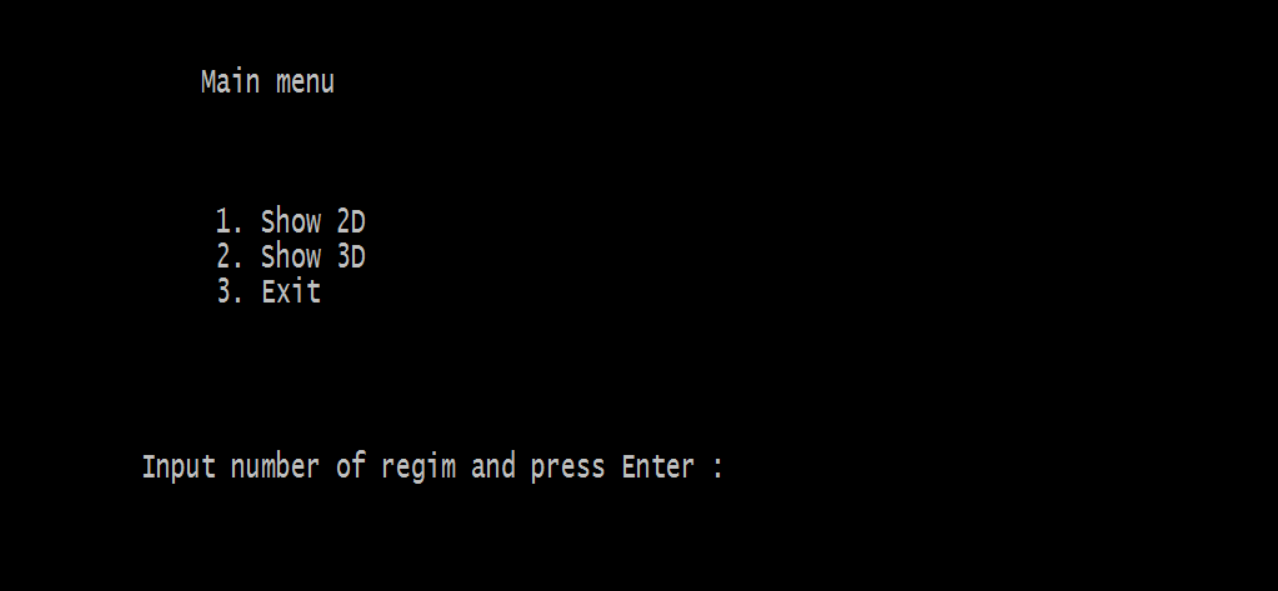 Main menu
1. Show 2D
2. Show 3D
3. Exit
Input number of regim and press Enter :